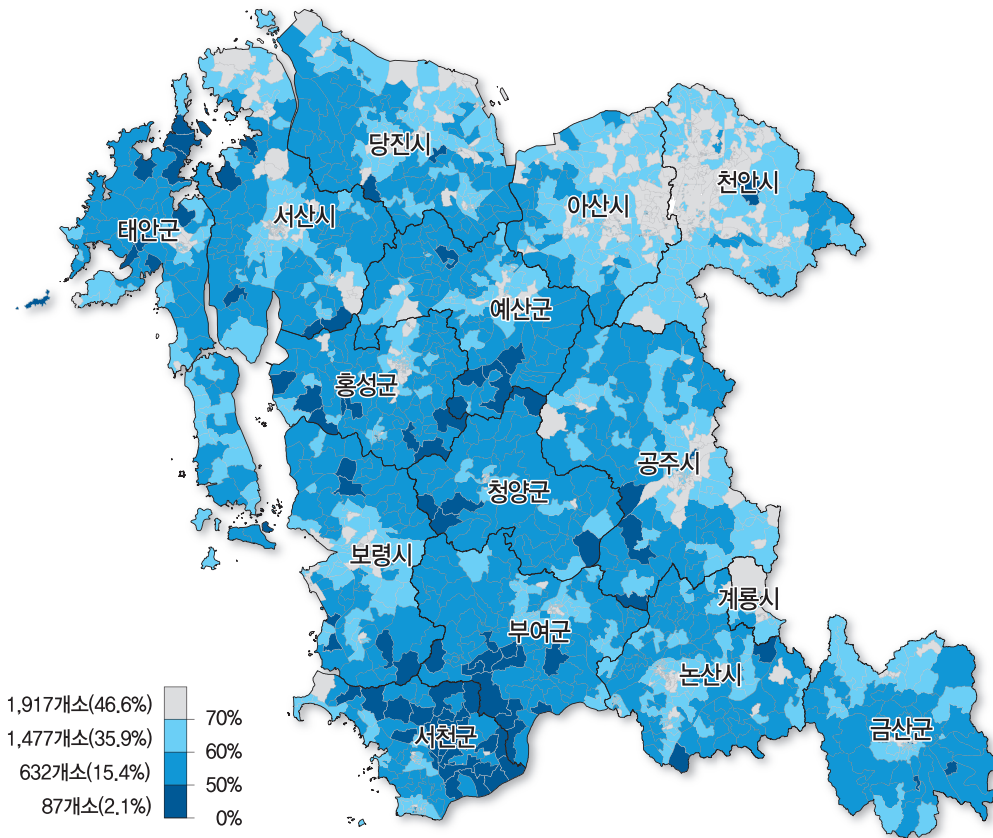 당진시
천안시
아산시
서산시
태안군
예산군
홍성군
공주시
청양군
보령시
계룡시
부여군
논산시
서천군
금산군
1,917개소(46.6%)
70%
1,477개소(35.9%)
60%
632개소(15.4%)
50%
87개소(2.1%)
0%